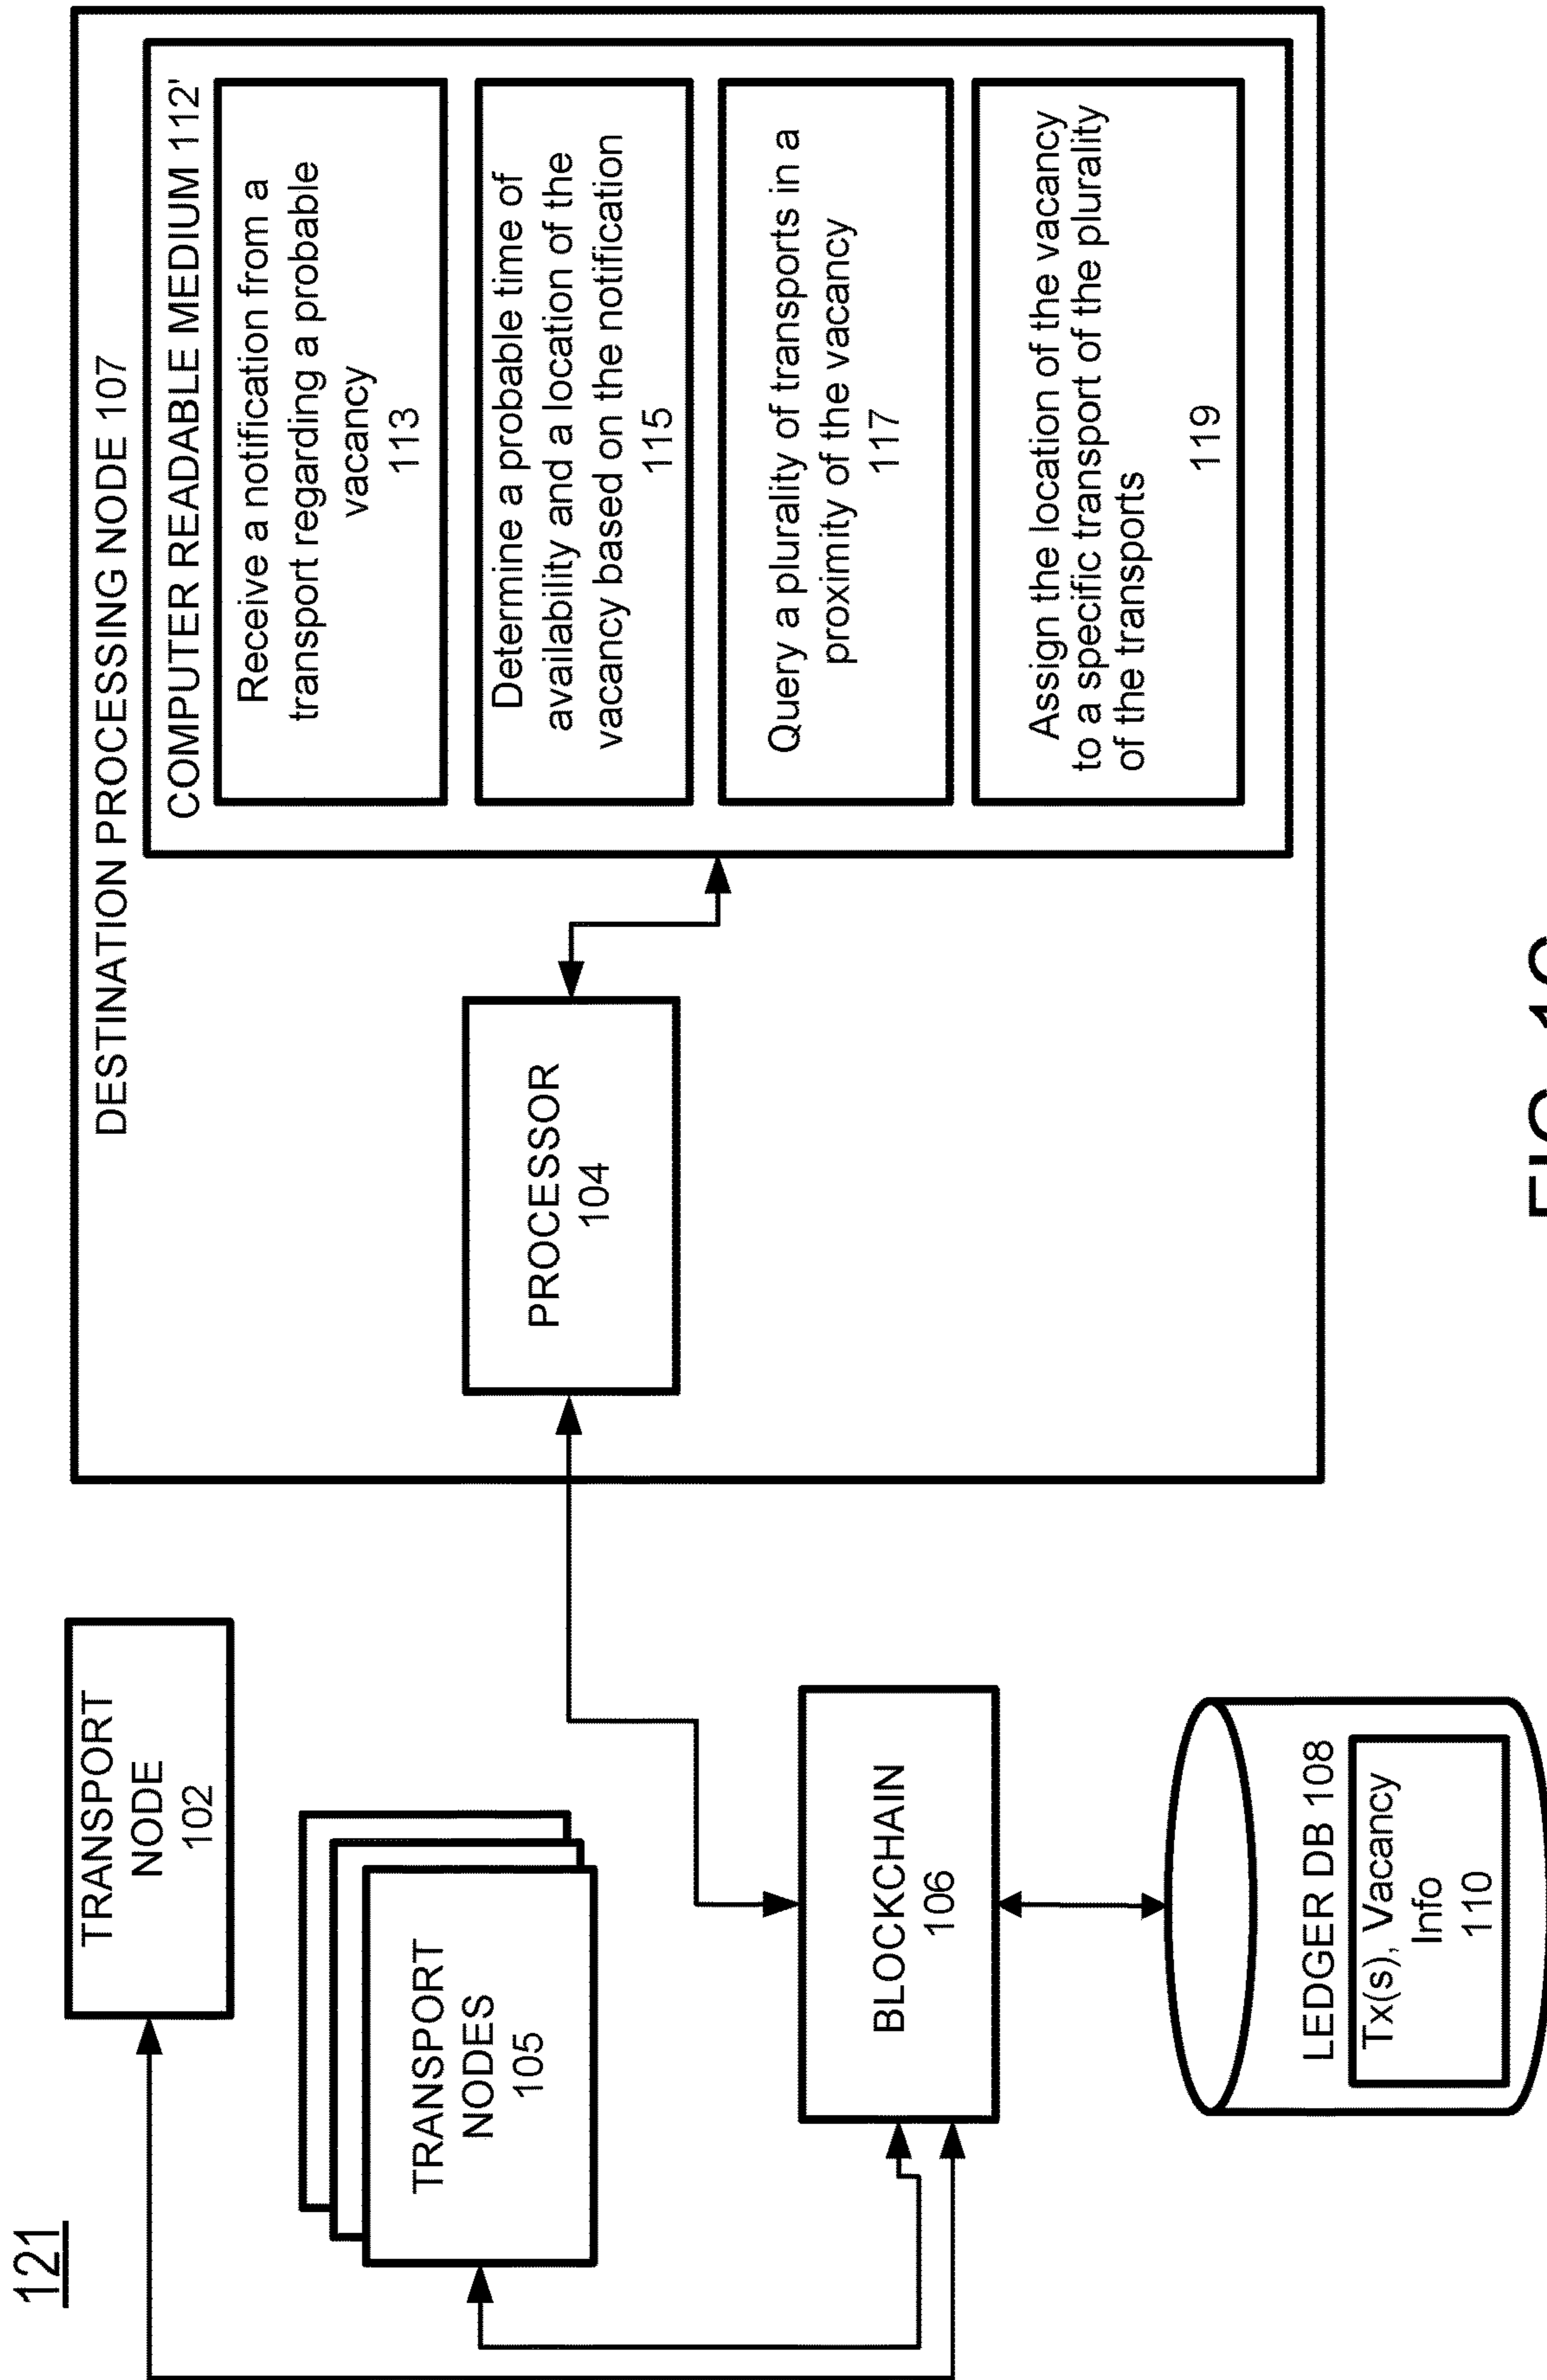 121
TRANSPORT
NODE
102
TRANSPORT
NODES
105
BLOCKCHAIN
106
LEDGER DB 108
Tx(s), Vacancy
Info
110
DESTINATION PROCESSING NODE 107
PROCESSOR
104
COMPUTER READABLE MEDIUM 112'
Receive a notification from a
transport regarding a probable
vacancy
113
Determine a probable time of
availability and a location of the
vacancy based on the notification
115
Query a plurality of transports in a
proximity of the vacancy
117
Assign the location of the vacancy
to a specific transport of the plurality
of the transports
119
FIG